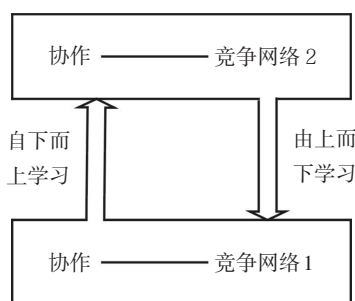 协作 竞争网络 2
自下而
上学习
由上而
下学习
协作 竞争网络 1